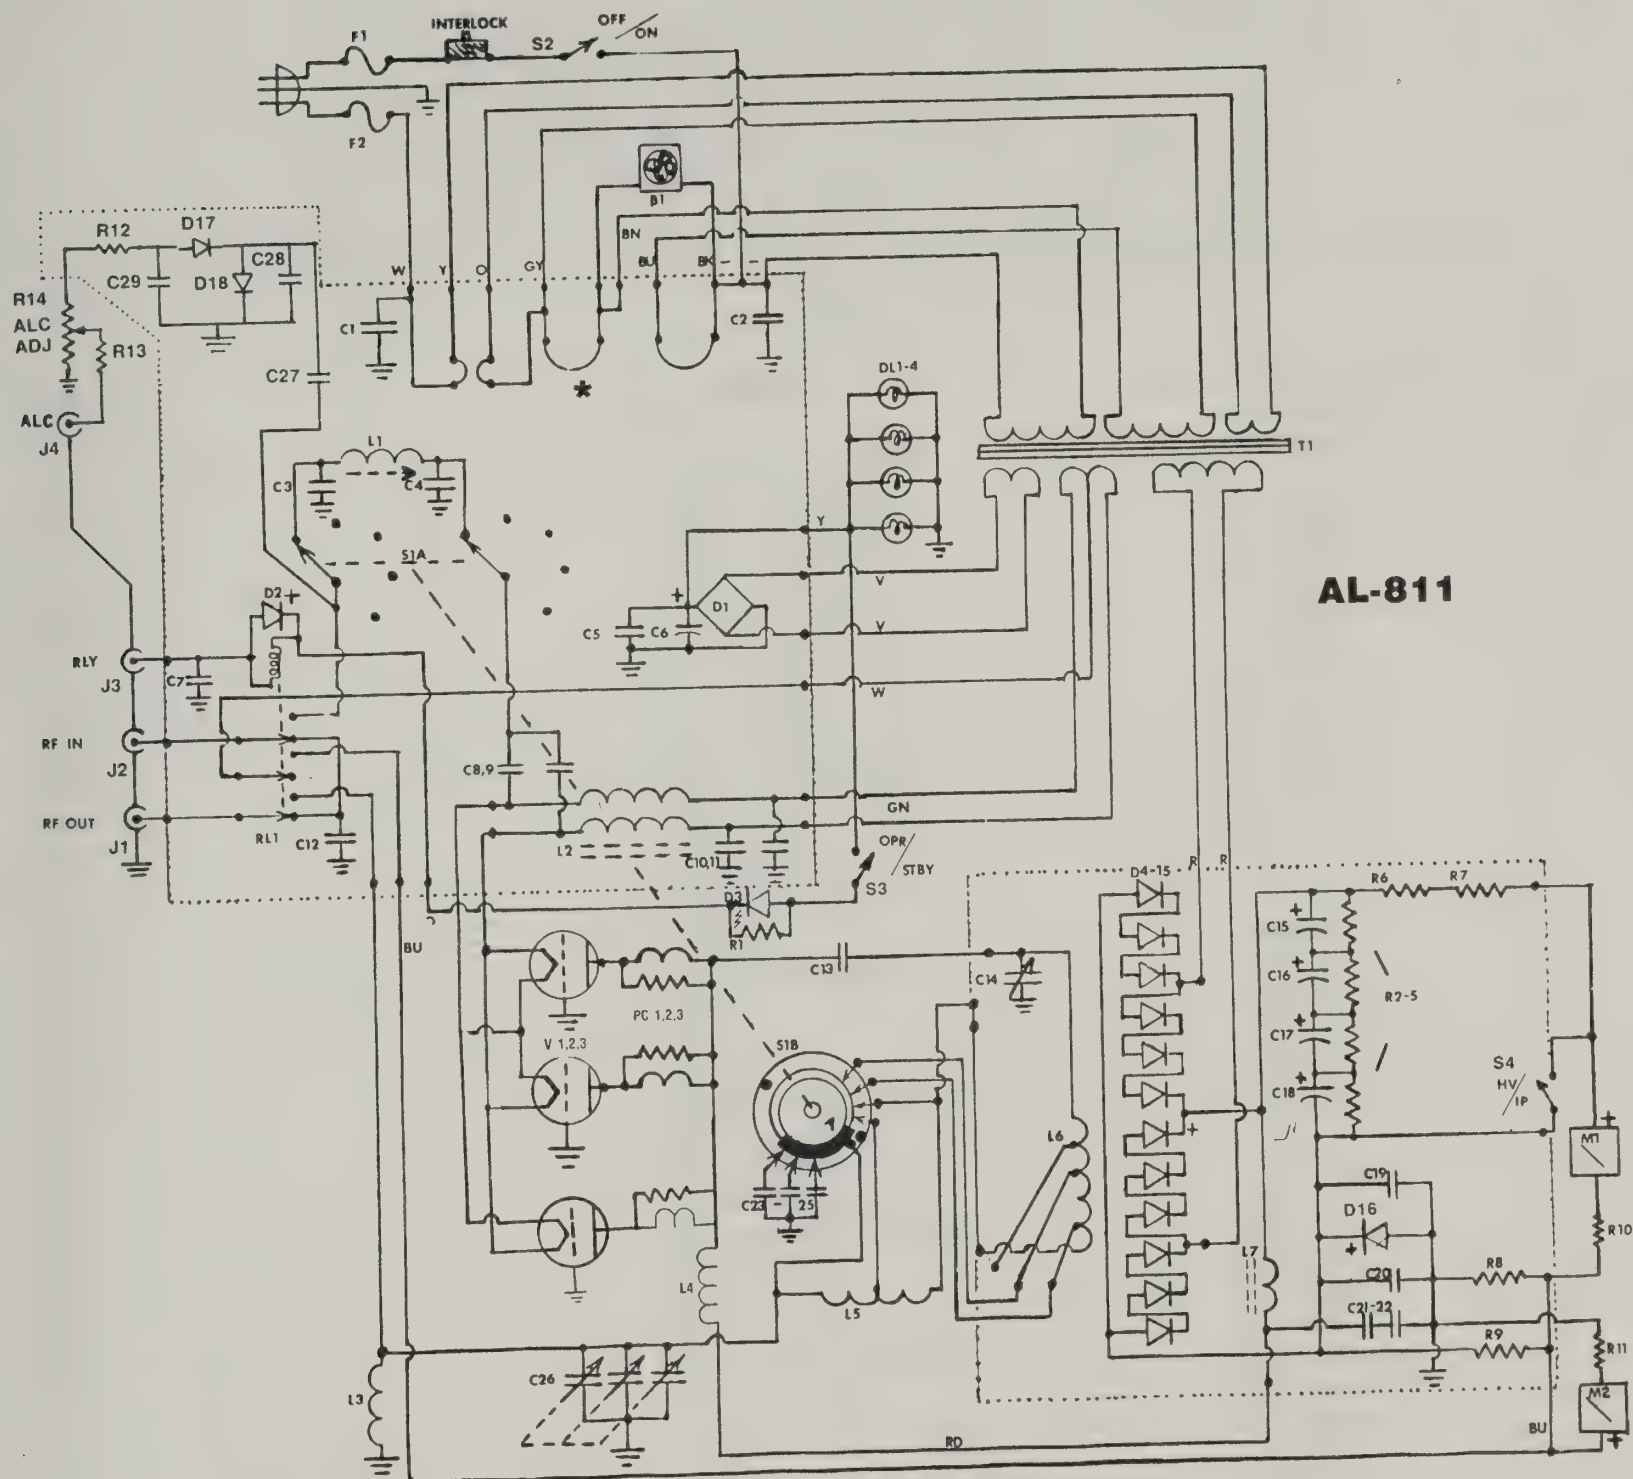 INTERLOCK
OFF/ON
F1
S2
F2
B1
R12
D17
C28
C29
D18
R14
ALC
ADJ
R13
C27
ALC
J4
W
Y
O
GY
BN
BU
BK
C1
C2
*
DL1-4
T1
L1
C3
C4
S1A
Y
V
V
W
D1
C5
C6
+
AL-811
D2
+
RLY
J3
C7
RF IN
J2
RF OUT
J1
RL1
C12
C8,9
L2
C10,11
GN
OPR/STBY
S3
D3
R1
BU
D4-15
R
R
R6
R7
C15
+
C16
+
C17
+
C18
+
R2-5
C13
C14
PC 1,2,3
V 1,2,3
S1B
S4
HV/IP
M1
+
L6
+
C23-25
C19
D16
+
R10
L7
C20
R8
C21-22
R9
R11
L4
L5
C26
L3
M2
+
RD
BU